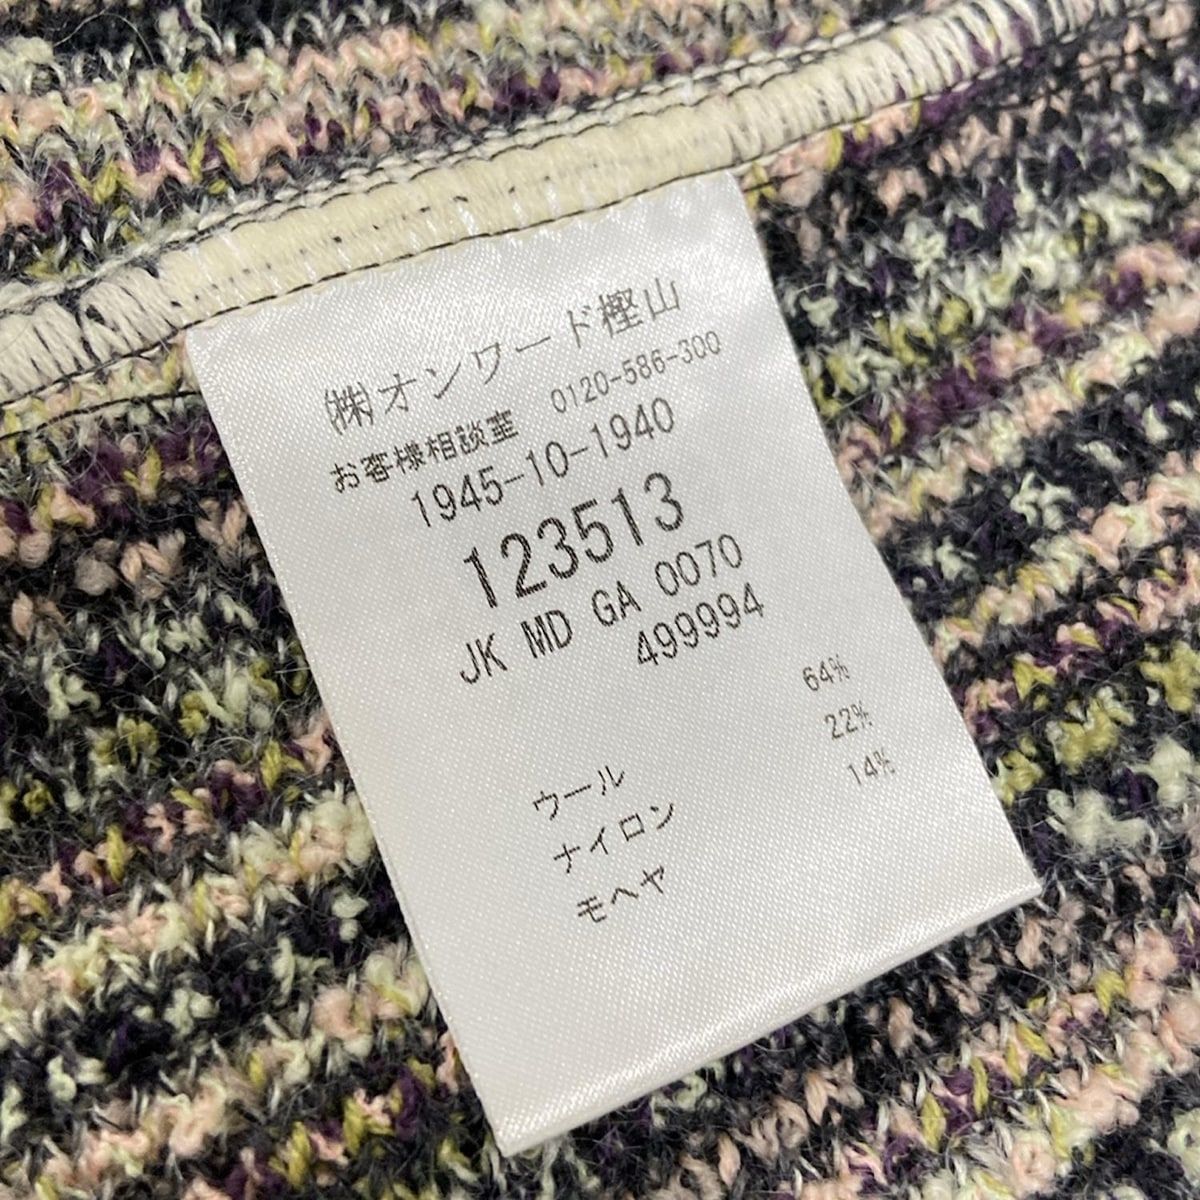 ㈱オンワード樫山
お客様相談室 0120-586-300
1945-10-1940
123513
JK MD GA 0070
499994
ウール 64%
ナイロン 22%
モヘヤ 14%